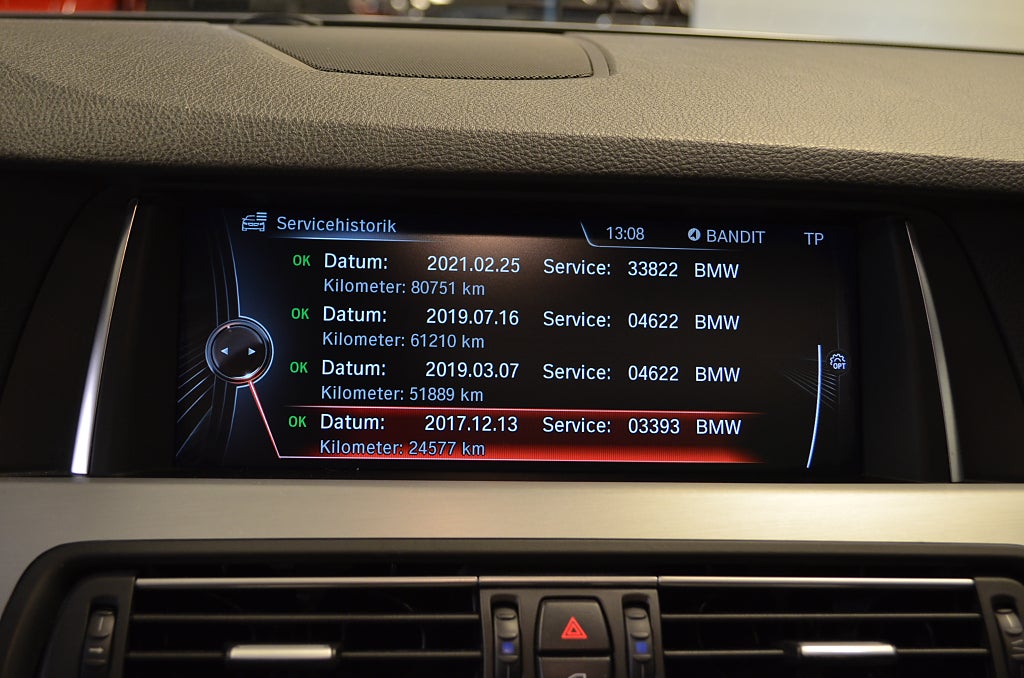 Servicehistorik 13:08 BANDIT TP
OK Datum: 2021.02.25 Service: 33822 BMW
Kilometer: 80751 km
OK Datum: 2019.07.16 Service: 04622 BMW
Kilometer: 61210 km
OK Datum: 2019.03.07 Service: 04622 BMW
Kilometer: 51889 km
OK Datum: 2017.12.13 Service: 03393 BMW
Kilometer: 24577 km
OPT